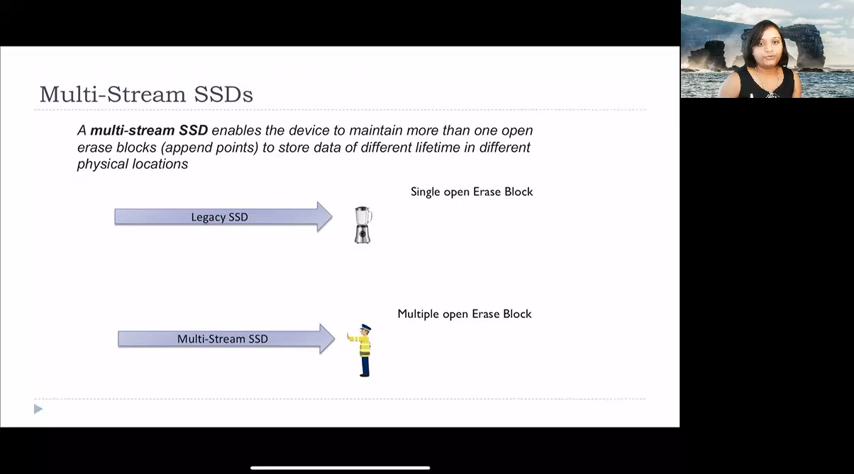 Multi-Stream SSDs
A multi-stream SSD enables the device to maintain more than one open
erase blocks (append points) to store data of different lifetime in different
physical locations
Single open Erase Block
Legacy SSD
Multiple open Erase Block
Multi-Stream SSD